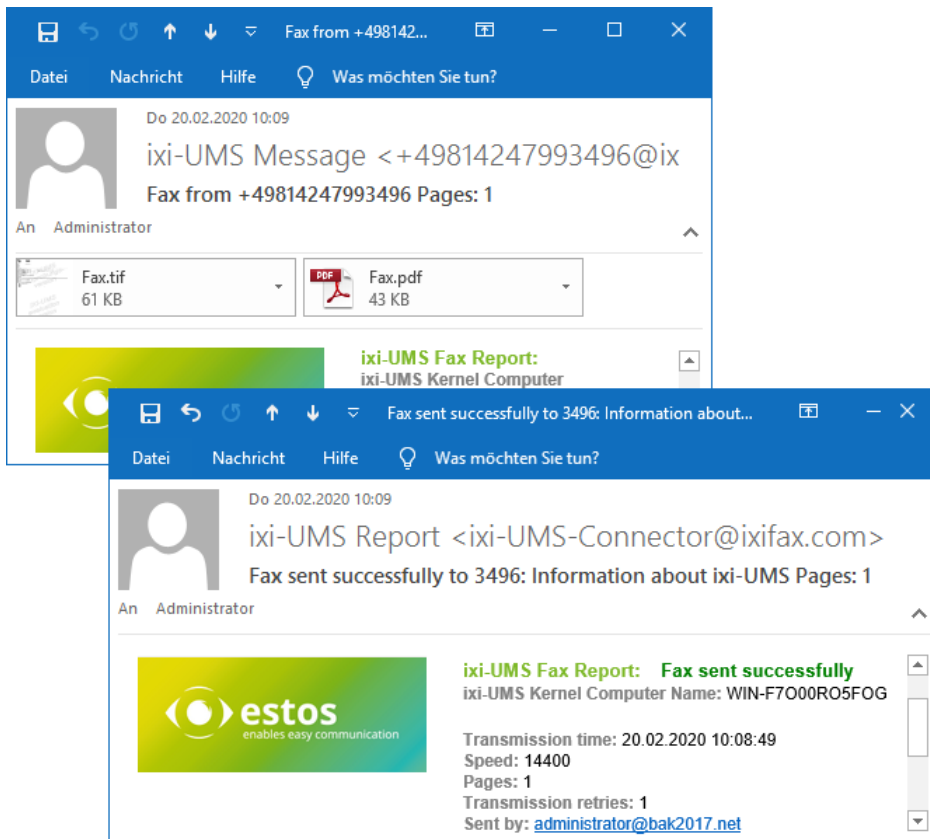 Fax from +498142...
Datei Nachricht Hilfe Was möchten Sie tun?
Do 20.02.2020 10:09
ixi-UMS Message <+49814247993496@ix
Fax from +49814247993496 Pages: 1
An Administrator
Fax.tif
61 KB
PDF
Fax.pdf
43 KB
ixi-UMS Fax Report:
ixi-UMS Kernel Computer
Fax sent successfully to 3496: Information about...
Datei Nachricht Hilfe Was möchten Sie tun?
Do 20.02.2020 10:09
ixi-UMS Report <ixi-UMS-Connector@ixifax.com>
Fax sent successfully to 3496: Information about ixi-UMS Pages: 1
An Administrator
estos
enables easy communication
ixi-UMS Fax Report: Fax sent successfully
ixi-UMS Kernel Computer Name: WIN-F7O00RO5FOG
Transmission time: 20.02.2020 10:08:49
Speed: 14400
Pages: 1
Transmission retries: 1
Sent by: administrator@bak2017.net